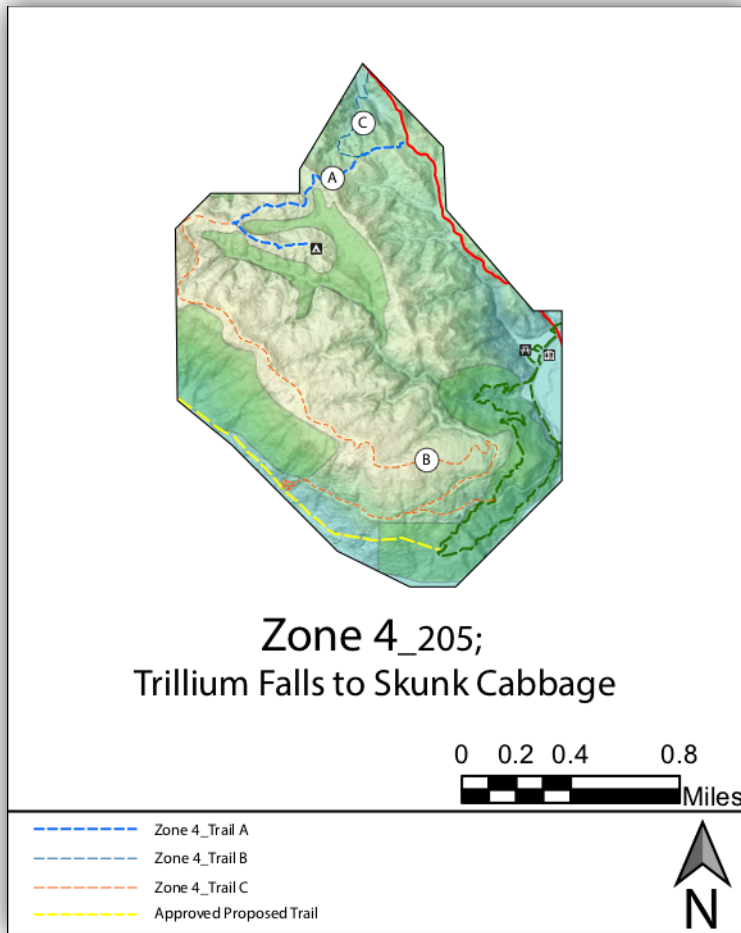 C
A
B
Zone 4_205;
Trillium Falls to Skunk Cabbage
0 0.2 0.4 0.8
Miles
Zone 4_Trail A
Zone 4_Trail B
Zone 4_Trail C
Approved Proposed Trail
N